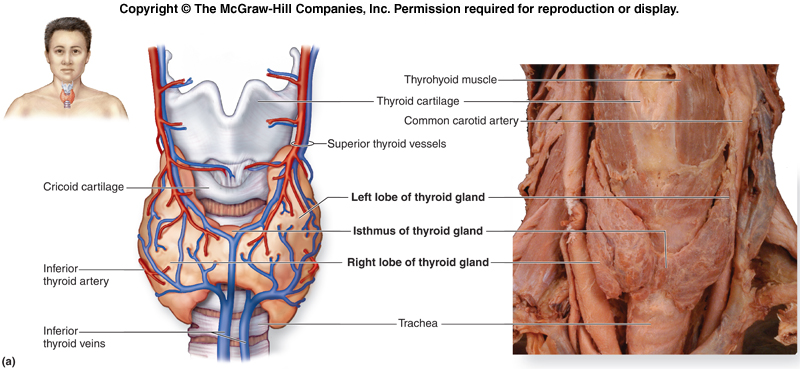 Copyright © The McGraw-Hill Companies, Inc. Permission required for reproduction or display.
Thyrohyoid muscle
Thyroid cartilage
Common carotid artery
Superior thyroid vessels
Cricoid cartilage
Left lobe of thyroid gland
Isthmus of thyroid gland
Right lobe of thyroid gland
Inferior
thyroid artery
Trachea
Inferior
thyroid veins
(a)